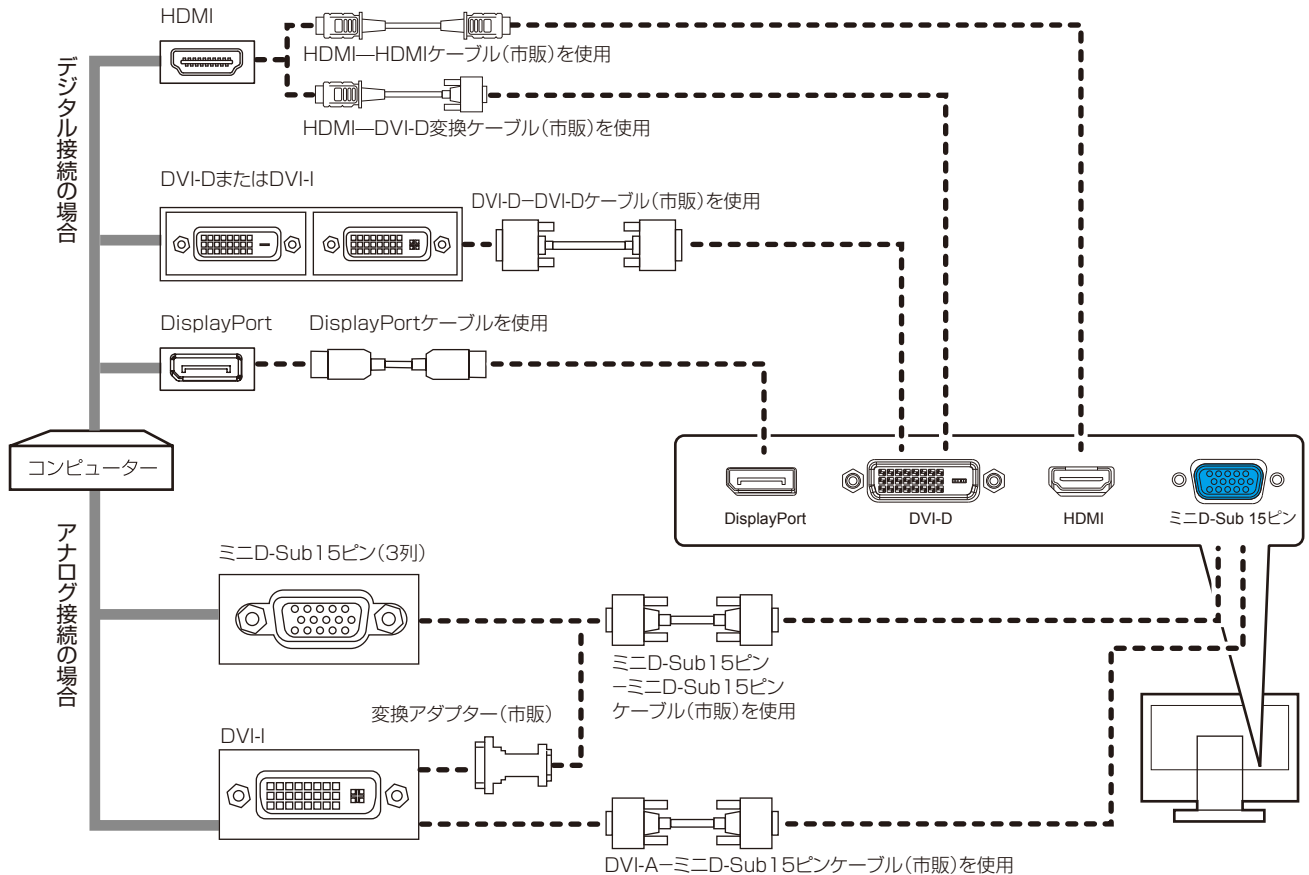 HDMI
HDMI—HDMIケーブル(市販)を使用
HDMI—DVI-D変換ケーブル(市販)を使用
デジタル接続の場合
DVI-DまたはDVI-I
DVI-D−DVI-Dケーブル(市販)を使用
DisplayPort
DisplayPortケーブルを使用
コンピューター
DisplayPort
DVI-D
HDMI
ミニD-Sub 15ピン
アナログ接続の場合
ミニD-Sub15ピン(3列)
ミニD-Sub15ピン
−ミニD-Sub15ピン
ケーブル(市販)を使用
変換アダプター(市販)
DVI-I
DVI-A−ミニD-Sub15ピンケーブル(市販)を使用